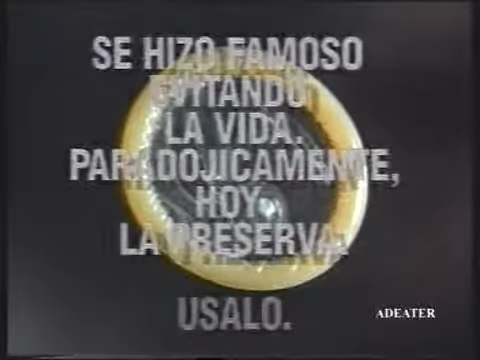 SE HIZO FAMOSO
EVITANDO
LA VIDA.
PARADOJICAMENTE,
HOY
LA PRESERVA.
USALO.
ADEATER